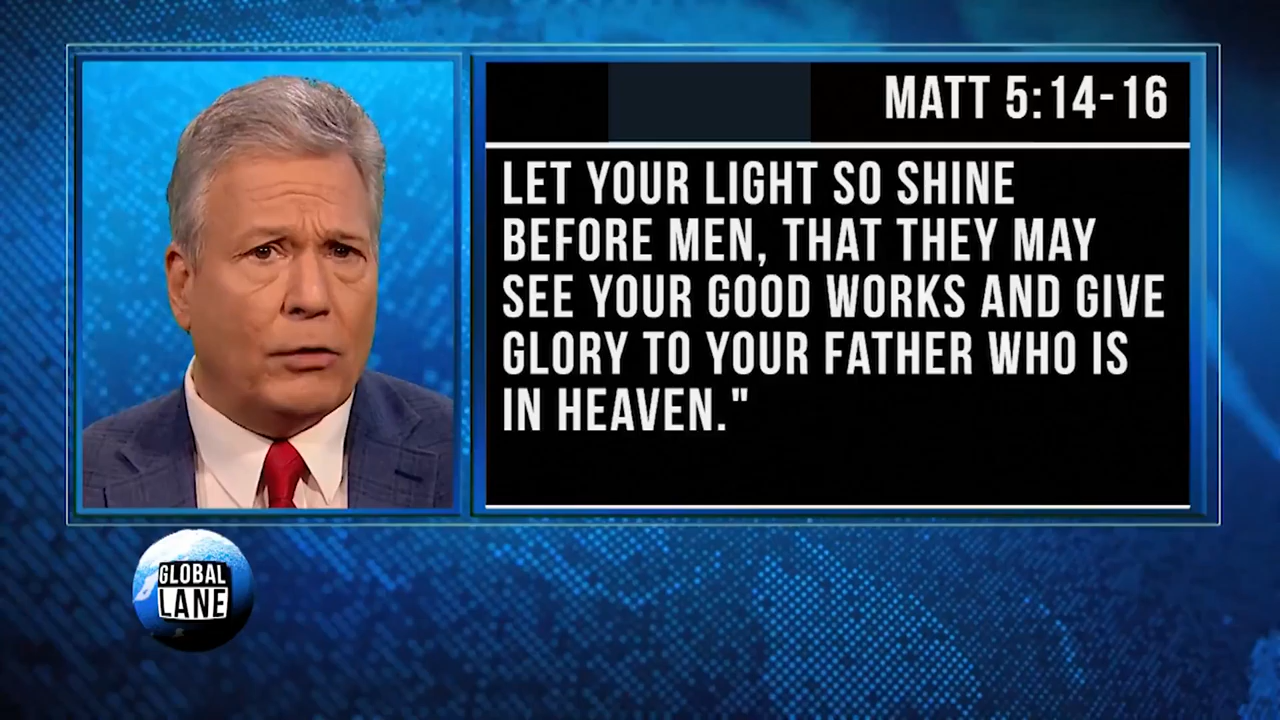 MATT 5:14-16
LET YOUR LIGHT SO SHINE
BEFORE MEN, THAT THEY MAY
SEE YOUR GOOD WORKS AND GIVE
GLORY TO YOUR FATHER WHO IS
IN HEAVEN."
GLOBAL
LANE